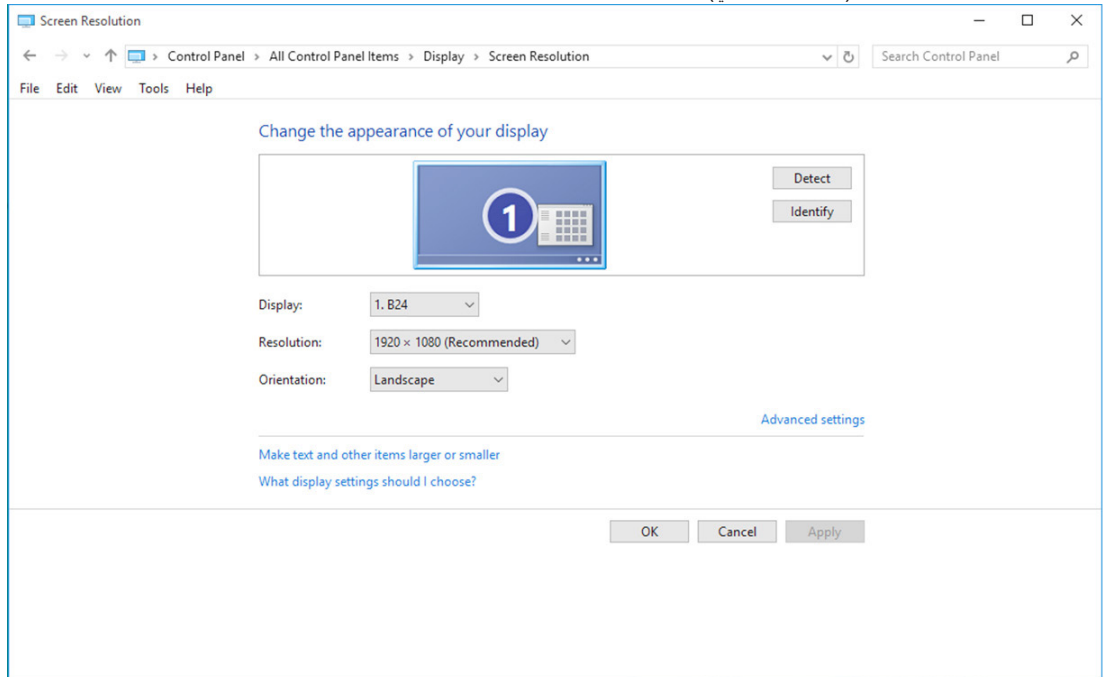 Screen Resolution
Control Panel > All Control Panel Items > Display > Screen Resolution
Search Control Panel
File Edit View Tools Help
Change the appearance of your display
1
Detect
Identify
Display: 1. B24
Resolution: 1920 × 1080 (Recommended)
Orientation: Landscape
Advanced settings
Make text and other items larger or smaller
What display settings should I choose?
OK Cancel Apply